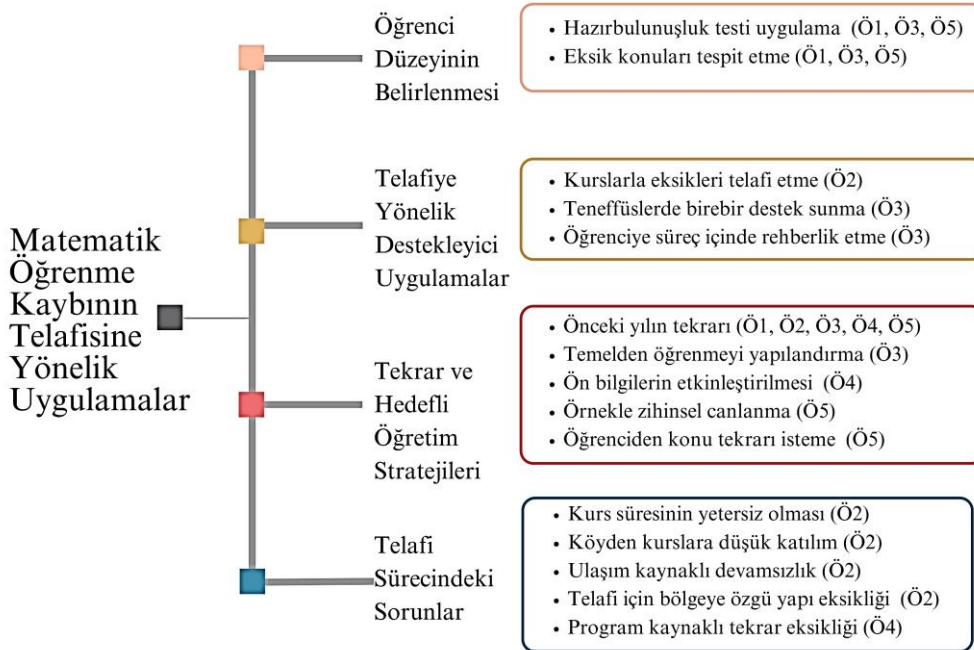 Matematik
Öğrenme
Kaybının
Telafisine
Yönelik
Uygulamalar
Öğrenci
Düzeyinin
Belirlenmesi
• Hazırbulunuşluk testi uygulama (Ö1, Ö3, Ö5)
• Eksik konuları tespit etme (Ö1, Ö3, Ö5)
Telafiye
Yönelik
Destekleyici
Uygulamalar
• Kurslarla eksikleri telafi etme (Ö2)
• Teneffüslerde birebir destek sunma (Ö3)
• Öğrenciye süreç içinde rehberlik etme (Ö3)
Tekrar ve
Hedefli
Öğretim
Stratejileri
• Önceki yılın tekrarı (Ö1, Ö2, Ö3, Ö4, Ö5)
• Temelden öğrenmeyi yapılandırma (Ö3)
• Ön bilgilerin etkinleştirilmesi (Ö4)
• Örnekle zihinsel canlanma (Ö5)
• Öğrenciden konu tekrarı isteme (Ö5)
Telafi
Sürecindeki
Sorunlar
• Kurs süresinin yetersiz olması (Ö2)
• Köyden kurslara düşük katılım (Ö2)
• Ulaşım kaynaklı devamsızlık (Ö2)
• Telafi için bölgeye özgü yapı eksikliği (Ö2)
• Program kaynaklı tekrar eksikliği (Ö4)